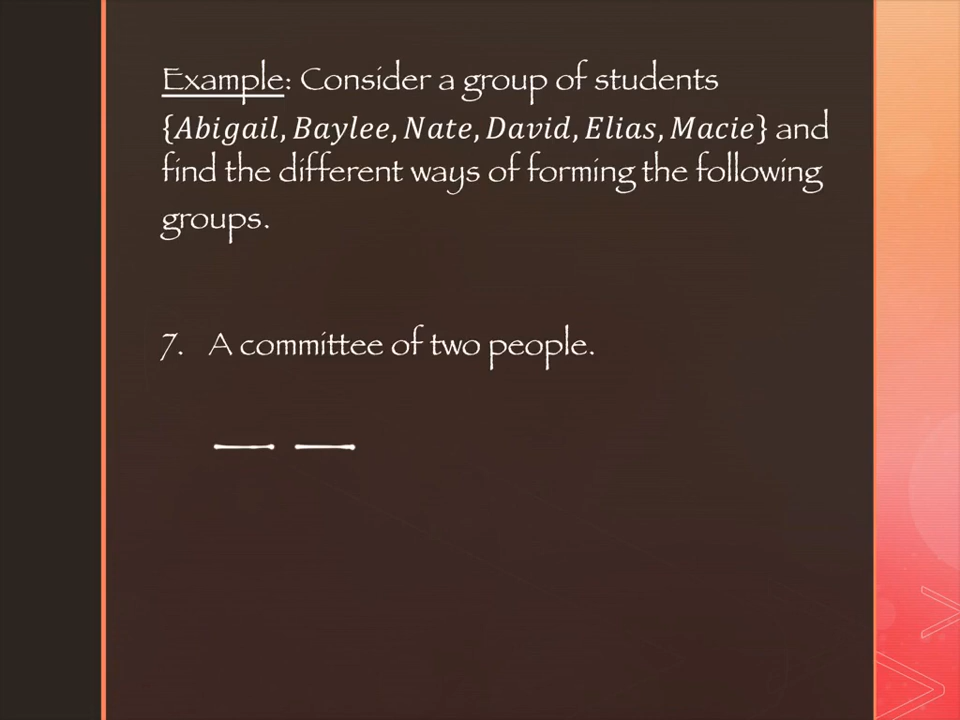 Example: Consider a group of students
{Abigail, Baylee, Nate, David, Elias, Macie} and
find the different ways of forming the following
groups.
7. A committee of two people.